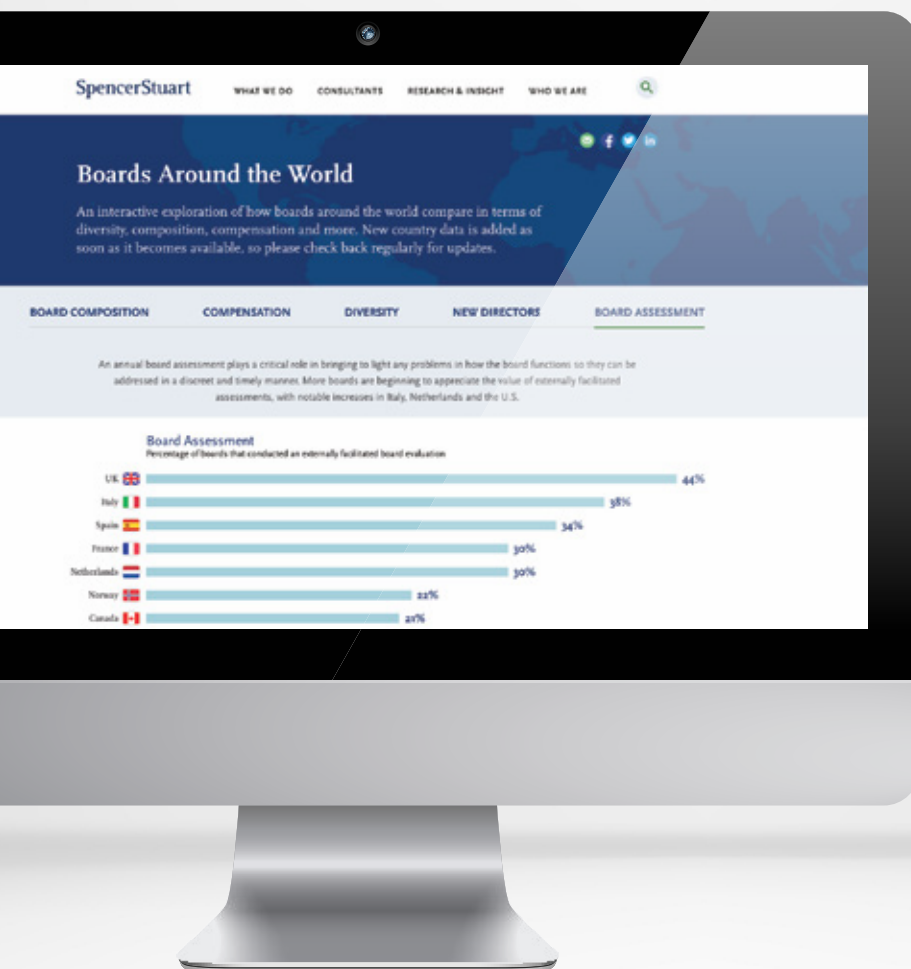 SpencerStuart
WHAT WE DO CONSULTANTS RESEARCH & INSIGHT WHO WE ARE
Boards Around the World
An interactive exploration of how boards around the world compare in terms of
diversity, composition, compensation and more. New country data is added as
soon as it becomes available, so please check back regularly for updates.
BOARD COMPOSITION COMPENSATION DIVERSITY NEW DIRECTORS BOARD ASSESSMENT
An annual board assessment plays a critical role in bringing to light any problems in how the board functions so they can be
addressed in a discreet and timely manner. More boards are beginning to appreciate the value of externally facilitated
assessments, with notable increases in Italy, Netherlands and the U.S.
Board Assessment
Percentage of boards that conducted an externally facilitated board evaluation
UK 44%
Italy 38%
Spain 34%
France 30%
Netherlands 30%
Norway 22%
Canada 21%